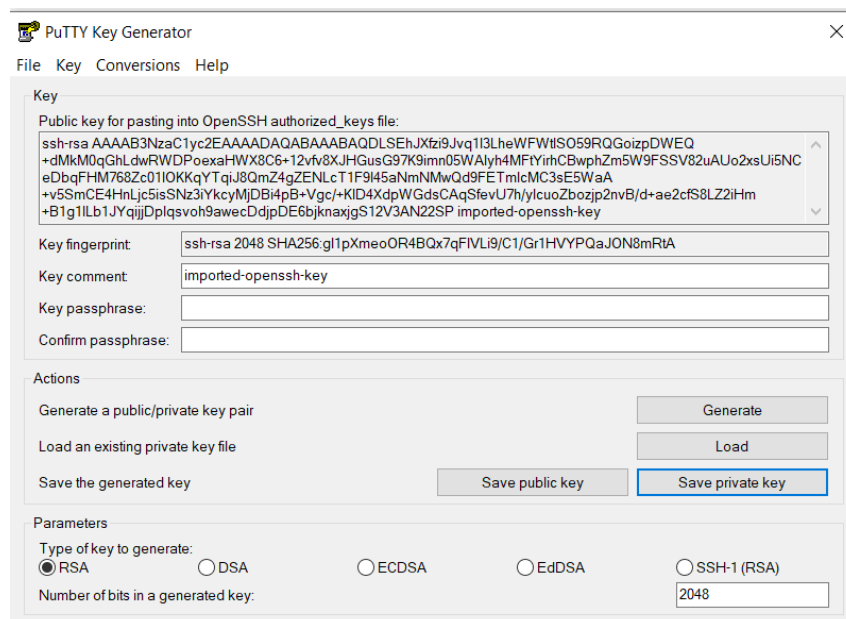 PuTTY Key Generator
File Key Conversions Help
Key
Public key for pasting into OpenSSH authorized_keys file:
ssh-rsa AAAAB3NzaC1yc2EAAAADAQABAAABAQDLSEhJXfzi9Jvq1l3LheWFWtlSO59RQGoizpDWEQ
+dMkM0qGhLdwRWDPoexaHWX8C6+12vfv8XJHGusG97K9imn05WAlyh4MFtYirhCBwphZm5W9FSSV82uAUo2xsUi5NC
eDbqFHM768Zc01lOKKqYTqiJ8QmZ4gZENLcT1F9l45aNmNMwQd9FETmlcMC3sE5WaA
+v5SmCE4HnLjc5isSNz3iYkcyMjDBi4pB+Vgc/+KlD4XdpWGdsCAqSfevU7h/ylcuoZbozjp2nvB/d+ae2cfS8LZ2iHm
+B1g1lLb1JYqijjDplqsvoh9awecDdjpDE6bjknaxjgS12V3AN22SP imported-openssh-key
Key fingerprint: ssh-rsa 2048 SHA256:gl1pXmeoOR4BQx7qFlVLi9/C1/Gr1HVYPQaJON8mRtA
Key comment: imported-openssh-key
Key passphrase:
Confirm passphrase:
Actions
Generate a public/private key pair Generate
Load an existing private key file Load
Save the generated key Save public key Save private key
Parameters
Type of key to generate:
RSA DSA ECDSA EdDSA SSH-1 (RSA)
Number of bits in a generated key: 2048